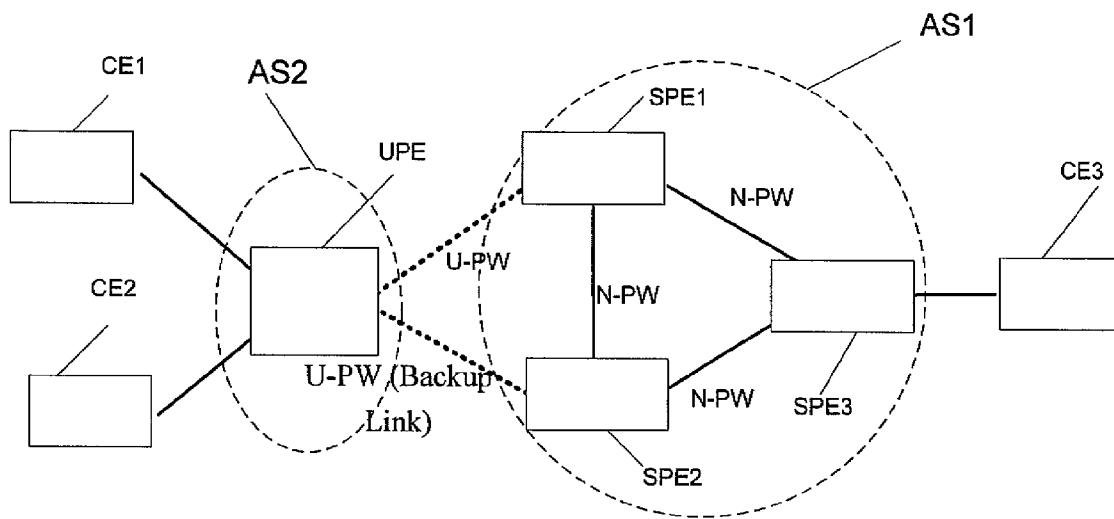 AS1
CE1
AS2
SPE1
UPE
CE3
N-PW
U-PW
CE2
N-PW
U-PW (Backup
Link)
N-PW
SPE3
SPE2